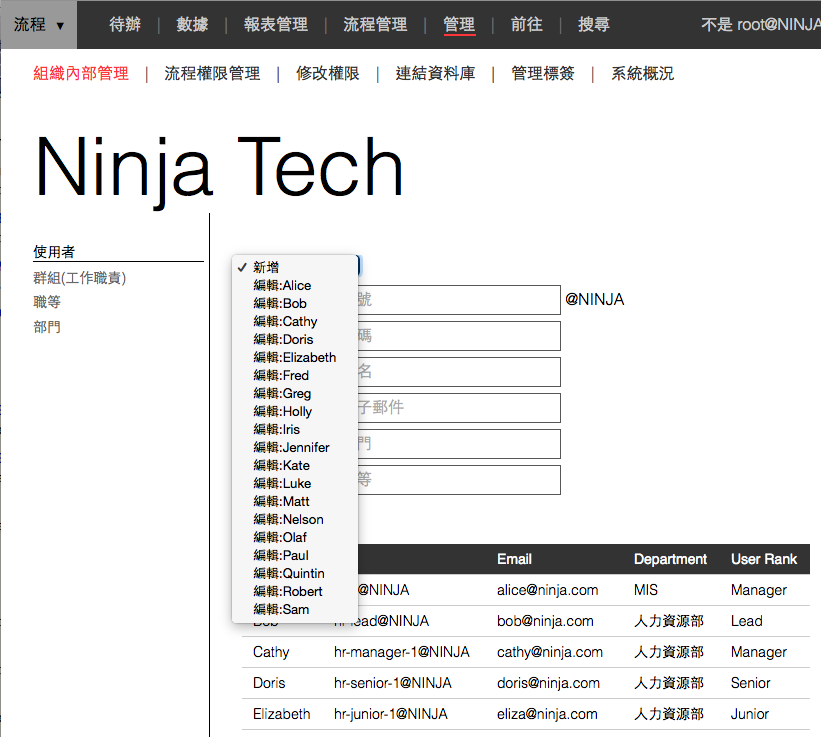 流程 ▼ 待辦 | 數據 | 報表管理 | 流程管理 | 管理 | 前往 | 搜尋 不是 root@NINJA
組織內部管理 | 流程權限管理 | 修改權限 | 連結資料庫 | 管理標簽 | 系統概況
Ninja Tech
使用者
群組(工作職責)
職等
部門
✓ 新增
編輯:Alice
編輯:Bob
編輯:Cathy
編輯:Doris
編輯:Elizabeth
編輯:Fred
編輯:Greg
編輯:Holly
編輯:Iris
編輯:Jennifer
編輯:Kate
編輯:Luke
編輯:Matt
編輯:Nelson
編輯:Olaf
編輯:Paul
編輯:Quintin
編輯:Robert
編輯:Sam
號 @NINJA
碼
名
子郵件
門
等
Email Department User Rank
@NINJA alice@ninja.com MIS Manager
Bob hr-lead@NINJA bob@ninja.com 人力資源部 Lead
Cathy hr-manager-1@NINJA cathy@ninja.com 人力資源部 Manager
Doris hr-senior-1@NINJA doris@ninja.com 人力資源部 Senior
Elizabeth hr-junior-1@NINJA eliza@ninja.com 人力資源部 Junior